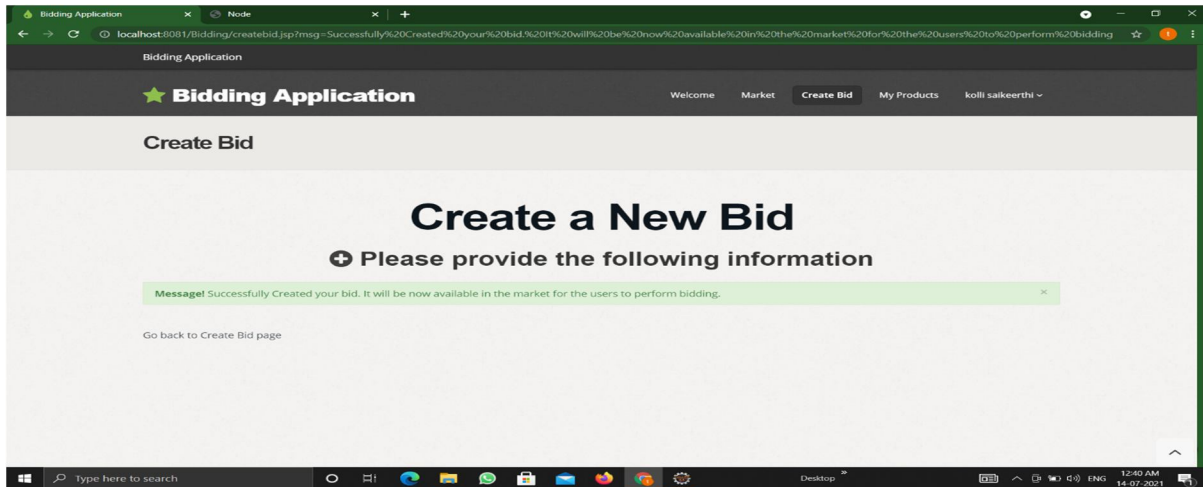 Bidding Application
Node
localhost:8081/Bidding/createbid.jsp?msg=Successfully%20Created%20your%20bid.%20It%20will%20be%20now%20available%20in%20the%20market%20for%20the%20users%20to%20perform%20bidding
Bidding Application
Bidding Application
Welcome Market Create Bid My Products kolli saikeerthi
Create Bid
Create a New Bid
Please provide the following information
Message! Successfully Created your bid. It will be now available in the market for the users to perform bidding.
Go back to Create Bid page
Type here to search
Desktop
ENG
12:40 AM
14-07-2021